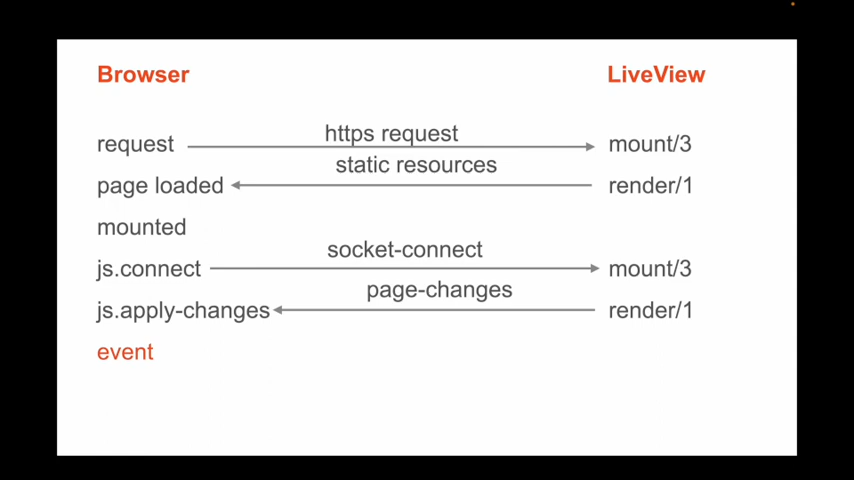 Browser LiveView
https request
request mount/3
static resources
page loaded render/1
mounted
socket-connect
js.connect mount/3
page-changes
js.apply-changes render/1
event